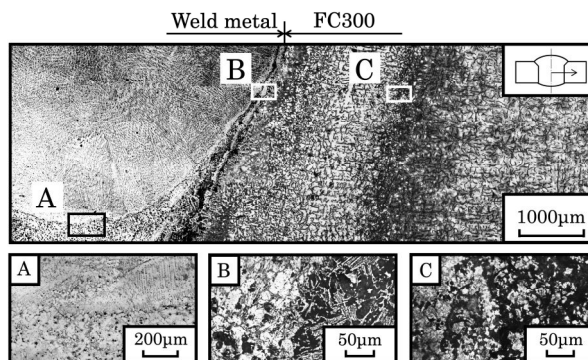 Weld metal FC300
B C
A
1000μm
A B C
200μm 50μm 50μm